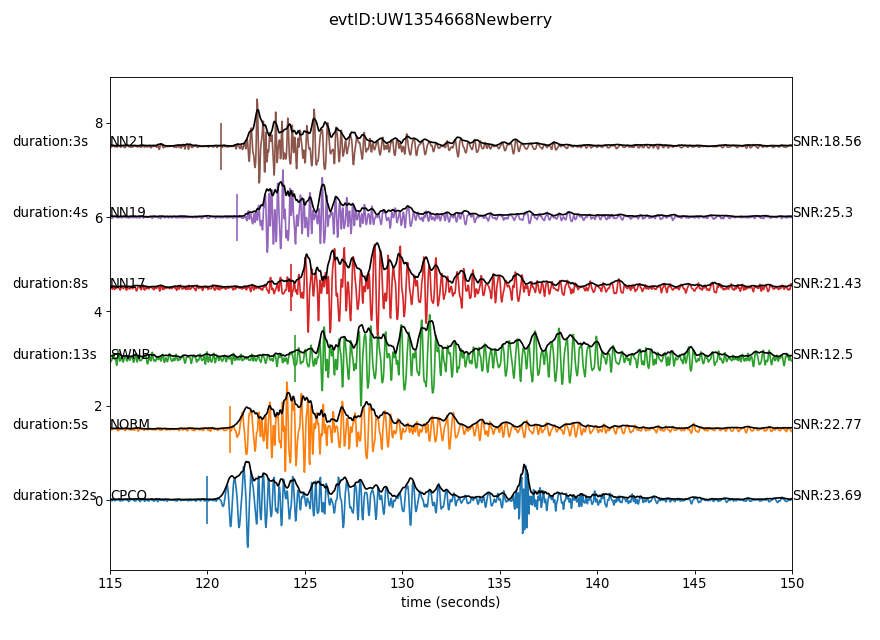 evtID:UW1354668Newberry
8
duration:3s NN21 SNR:18.56
duration:4s NN19 SNR:25.3
6
duration:8s NN17 SNR:21.43
4
duration:13s SNR:12.5
2
duration:5s NORM SNR:22.77
duration:32s CPCO SNR:23.69
0
115 120 125 130 135 140 145 150
time (seconds)